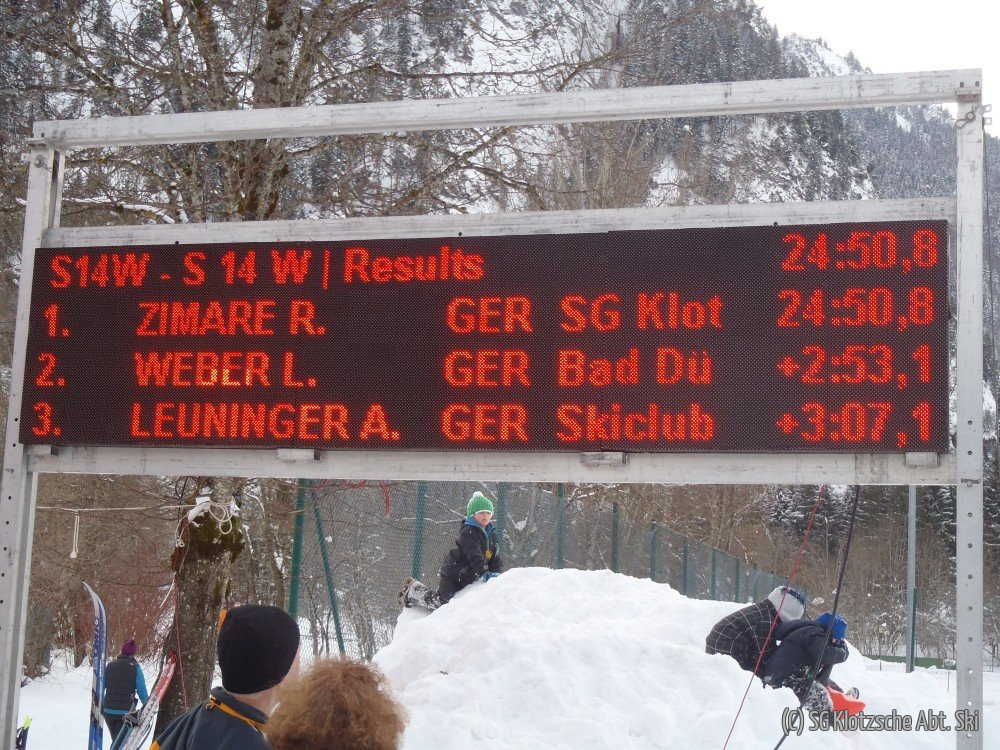 S14W - S 14 W | Results 24:50,8
1. ZIMARE R. GER SG Klot 24:50,8
2. WEBER L. GER Bad Dü +2:53,1
3. LEUNINGER A. GER Skiclub +3:07,1
(C) SG Klotzsche Abt. Ski